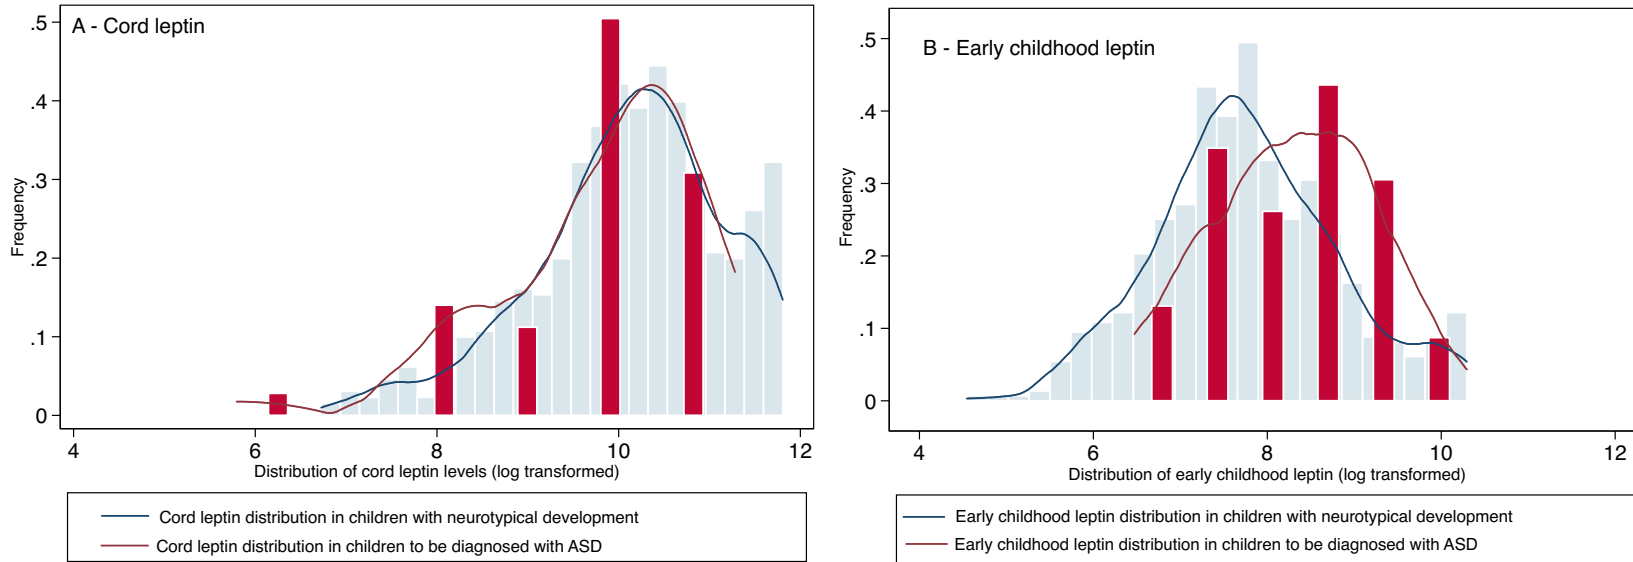 A - Cord leptin
.5
.4
.3
.2
.1
0
Frequency
4 6 8 10 12
Distribution of cord leptin levels (log transformed)
Cord leptin distribution in children with neurotypical development
Cord leptin distribution in children to be diagnosed with ASD
B - Early childhood leptin
.5
.4
.3
.2
.1
0
Frequency
4 6 8 10 12
Distribution of early childhood leptin (log transformed)
Early childhood leptin distribution in children with neurotypical development
Early childhood leptin distribution in children to be diagnosed with ASD